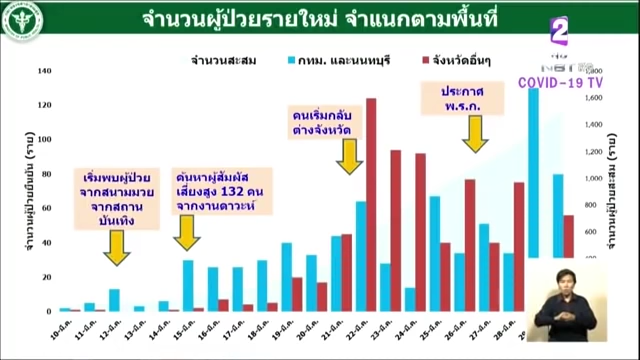 จำนวนผู้ป่วยรายใหม่ จำแนกตามพื้นที่
2
NBT
COVID-19 TV
จำนวนสะสม
กทม. และนนทบุรี
จังหวัดอื่นๆ
จำนวนผู้ป่วยยืนยัน (ราย)
140
120
100
80
60
40
20
0
1,800
1,600
1,400
1,200
1,000
800
600
จำนวนผู้ป่วยสะสม (ราย)
เริ่มพบผู้ป่วย
จากสนามมวย
จากสถาน
บันเทิง
ค้นหาผู้สัมผัส
เสี่ยงสูง 132 คน
จากงานดาวะห์
คนเริ่มกลับ
ต่างจังหวัด
ประกาศ
พ.ร.ก.
10-มี.ค.
11-มี.ค.
12-มี.ค.
13-มี.ค.
14-มี.ค.
15-มี.ค.
16-มี.ค.
17-มี.ค.
18-มี.ค.
19-มี.ค.
20-มี.ค.
21-มี.ค.
22-มี.ค.
23-มี.ค.
24-มี.ค.
25-มี.ค.
26-มี.ค.
27-มี.ค.
28-มี.ค.